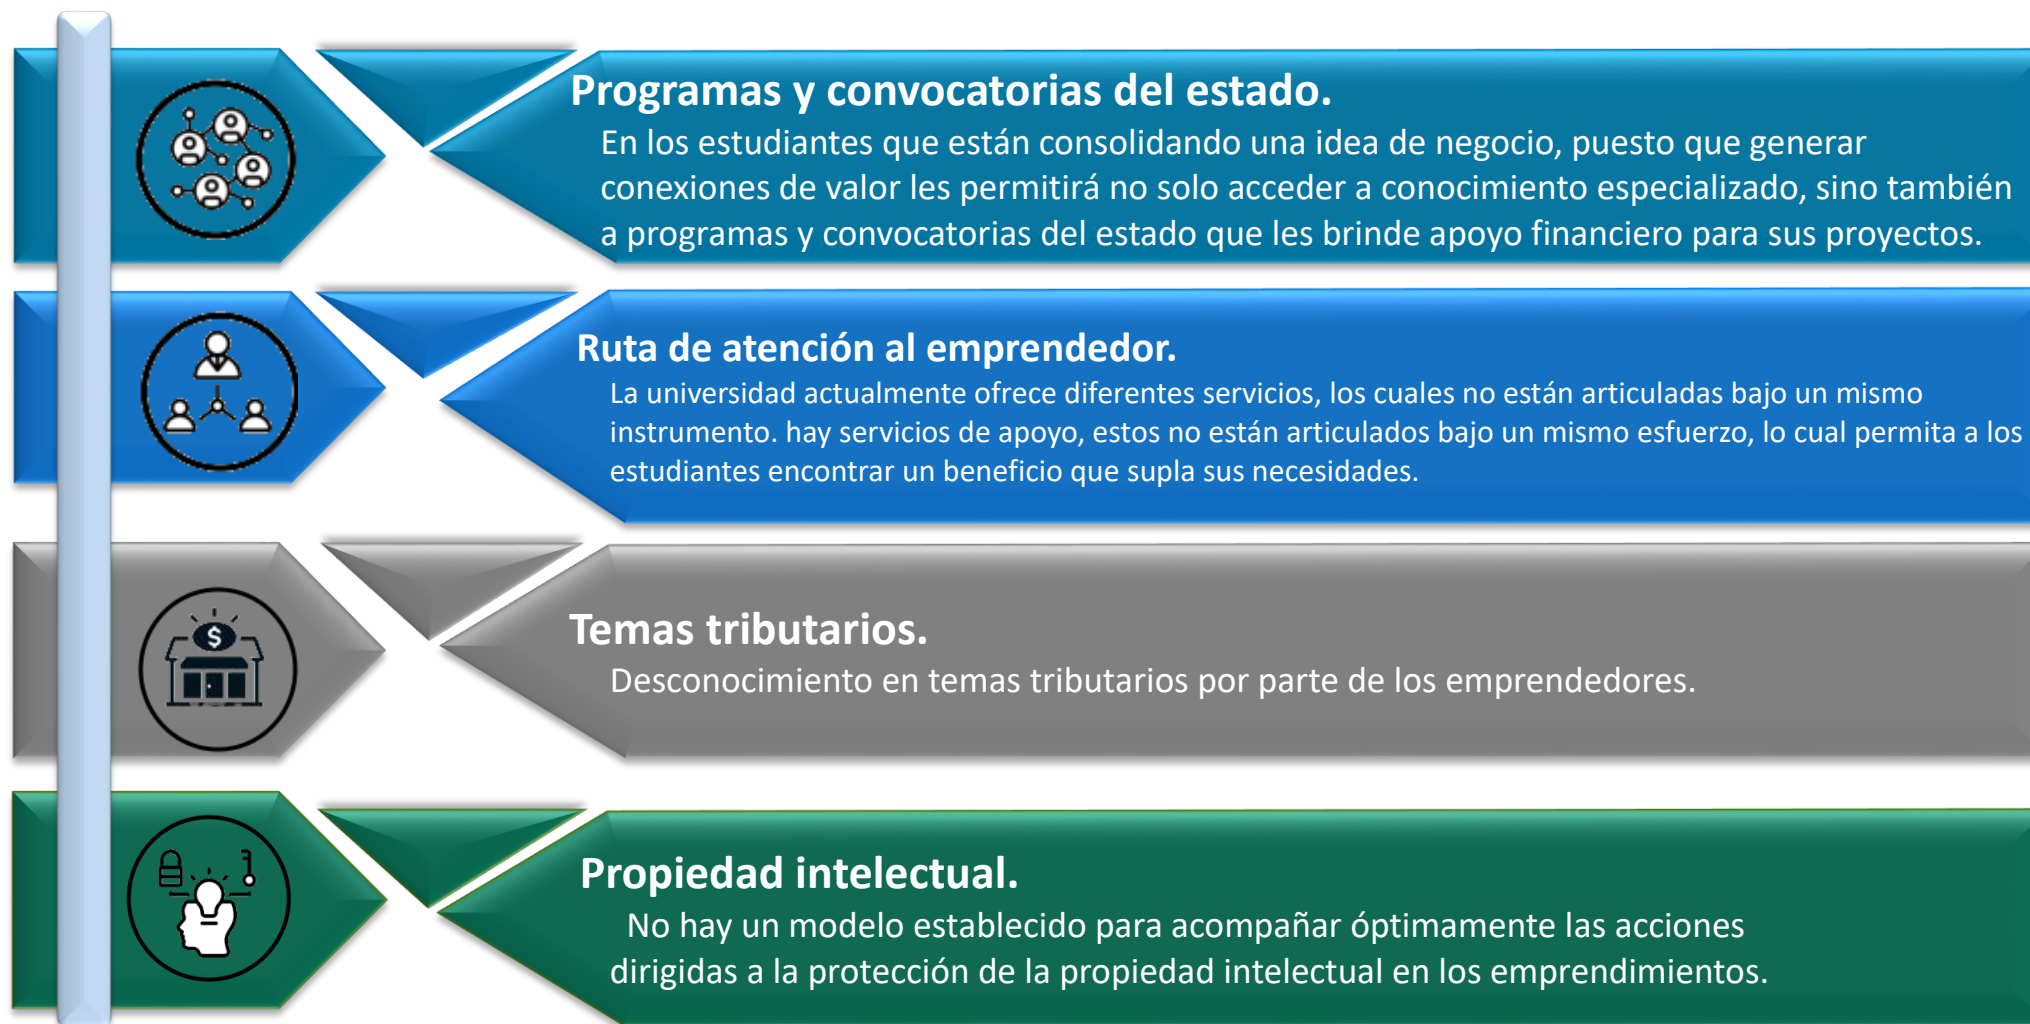 Programas y convocatorias del estado.
En los estudiantes que están consolidando una idea de negocio, puesto que generar
conexiones de valor les permitirá no solo acceder a conocimiento especializado, sino también
a programas y convocatorias del estado que les brinde apoyo financiero para sus proyectos.
Ruta de atención al emprendedor.
La universidad actualmente ofrece diferentes servicios, los cuales no están articuladas bajo un mismo
instrumento. hay servicios de apoyo, estos no están articulados bajo un mismo esfuerzo, lo cual permita a los
estudiantes encontrar un beneficio que supla sus necesidades.
$
Temas tributarios.
Desconocimiento en temas tributarios por parte de los emprendedores.
Propiedad intelectual.
No hay un modelo establecido para acompañar óptimamente las acciones
dirigidas a la protección de la propiedad intelectual en los emprendimientos.